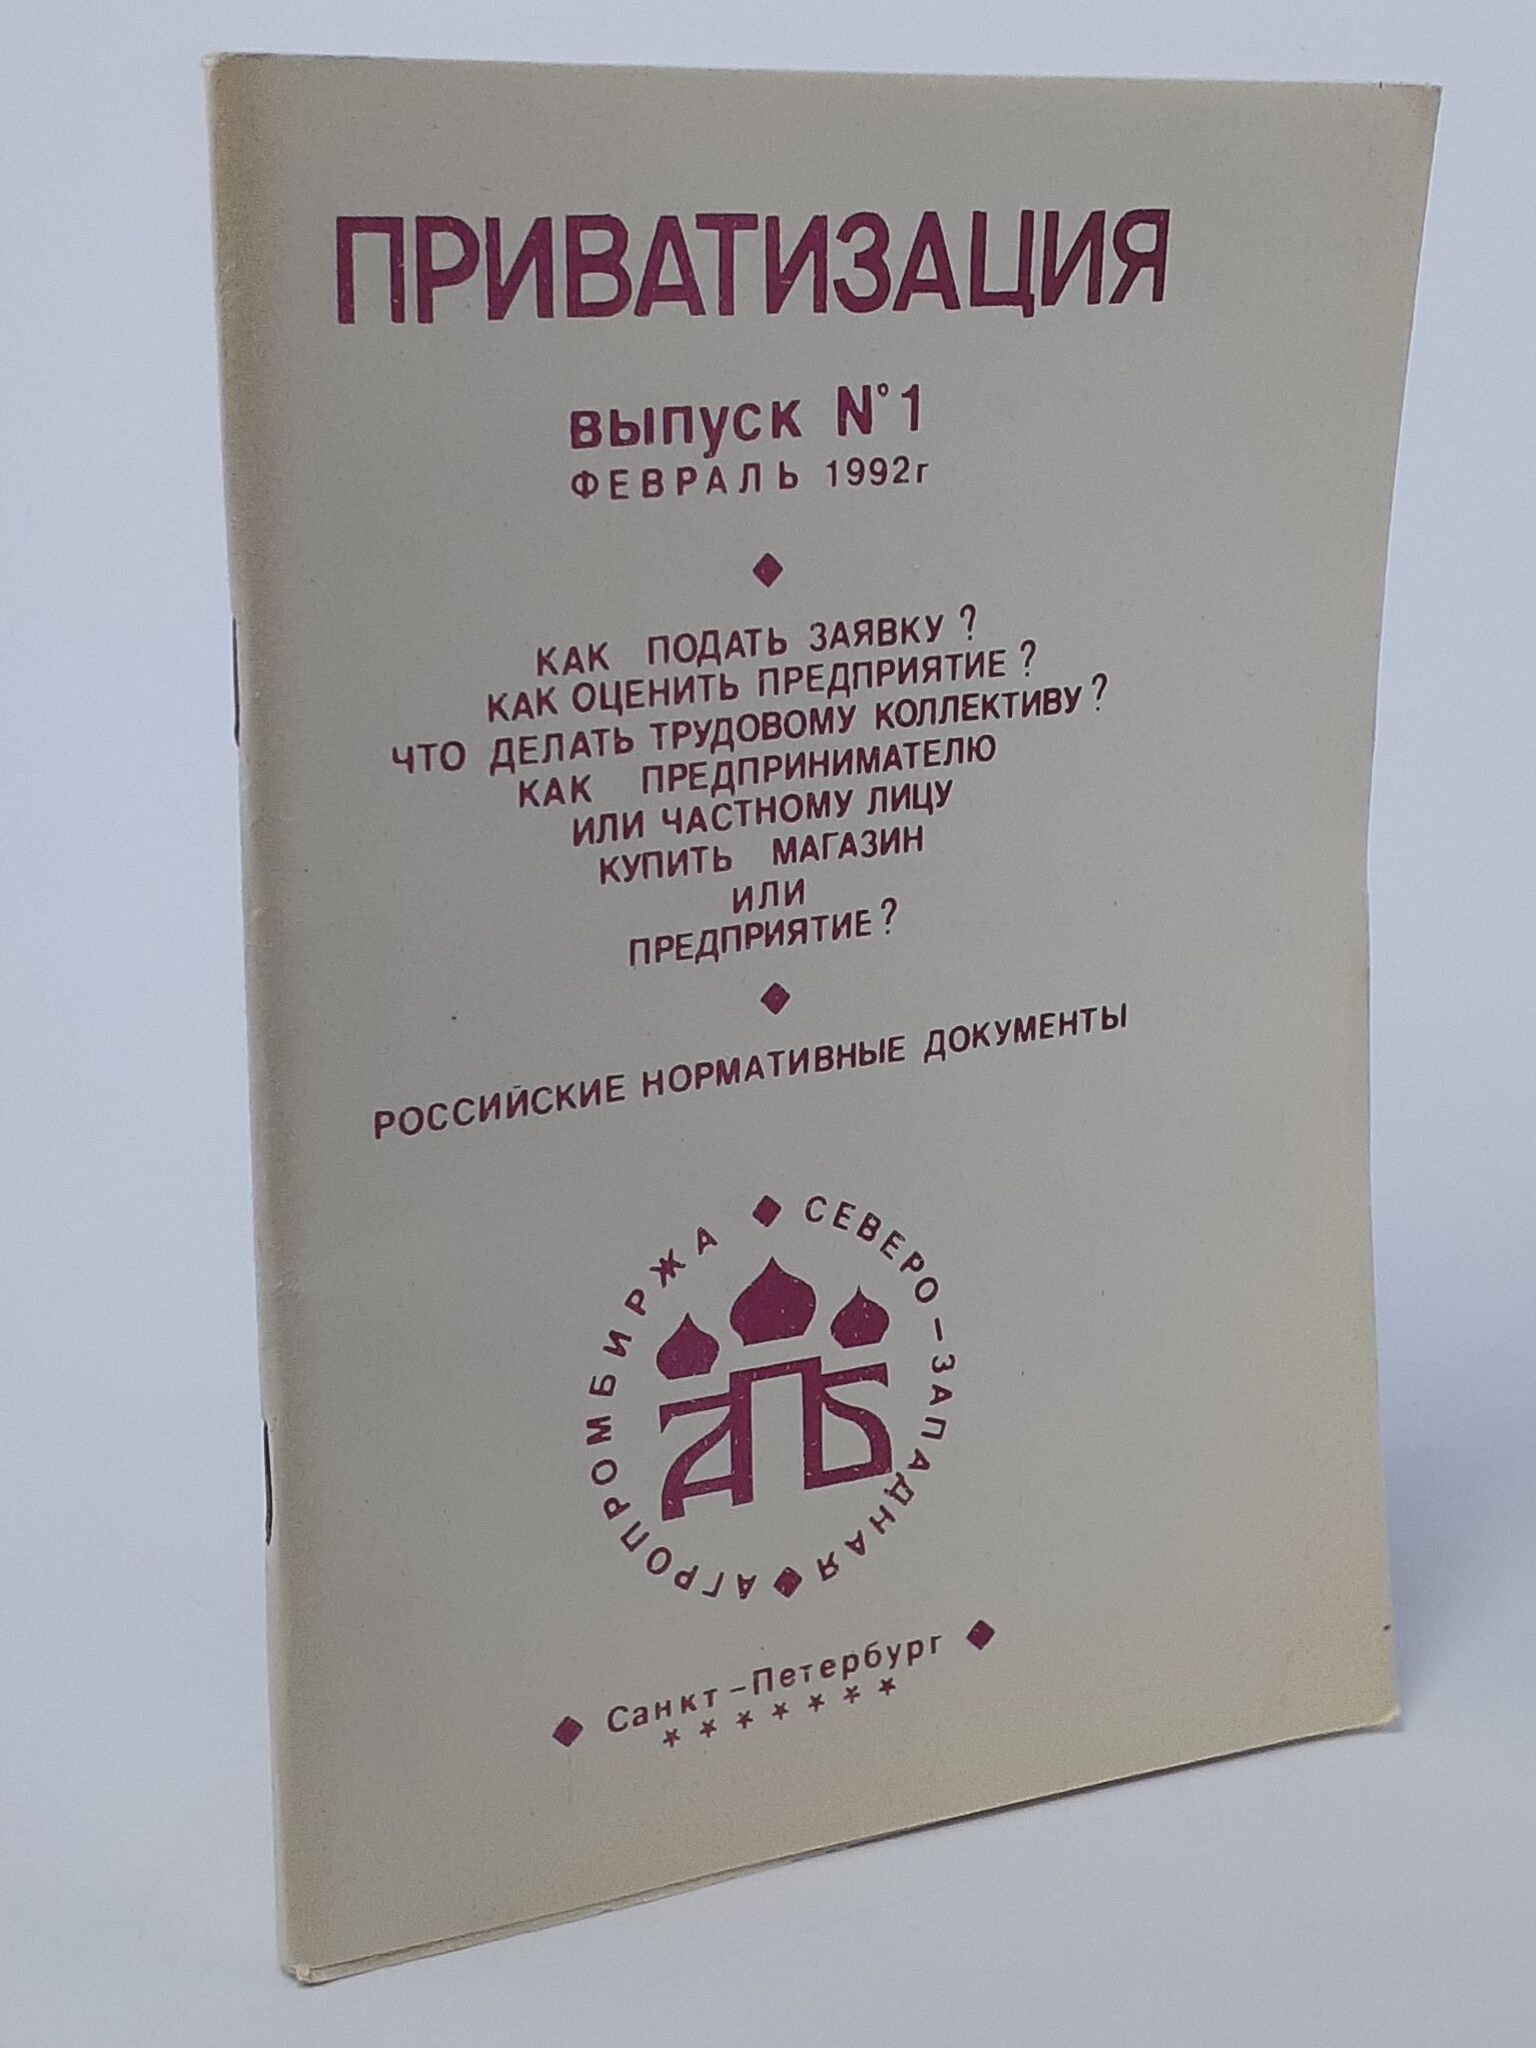 ПРИВАТИЗАЦИЯ
ВЫПУСК №1
ФЕВРАЛЬ 1992г
КАК ПОДАТЬ ЗАЯВКУ?
КАК ОЦЕНИТЬ ПРЕДПРИЯТИЕ?
ЧТО ДЕЛАТЬ ТРУДОВОМУ КОЛЛЕКТИВУ?
КАК ПРЕДПРИНИМАТЕЛЮ
ИЛИ ЧАСТНОМУ ЛИЦУ
КУПИТЬ МАГАЗИН
ИЛИ
ПРЕДПРИЯТИЕ?
РОССИЙСКИЕ НОРМАТИВНЫЕ ДОКУМЕНТЫ
СЕВЕРО-ЗАПАДНАЯ
АГРОПРОМБИРЖА
АПБ
Санкт-Петербург